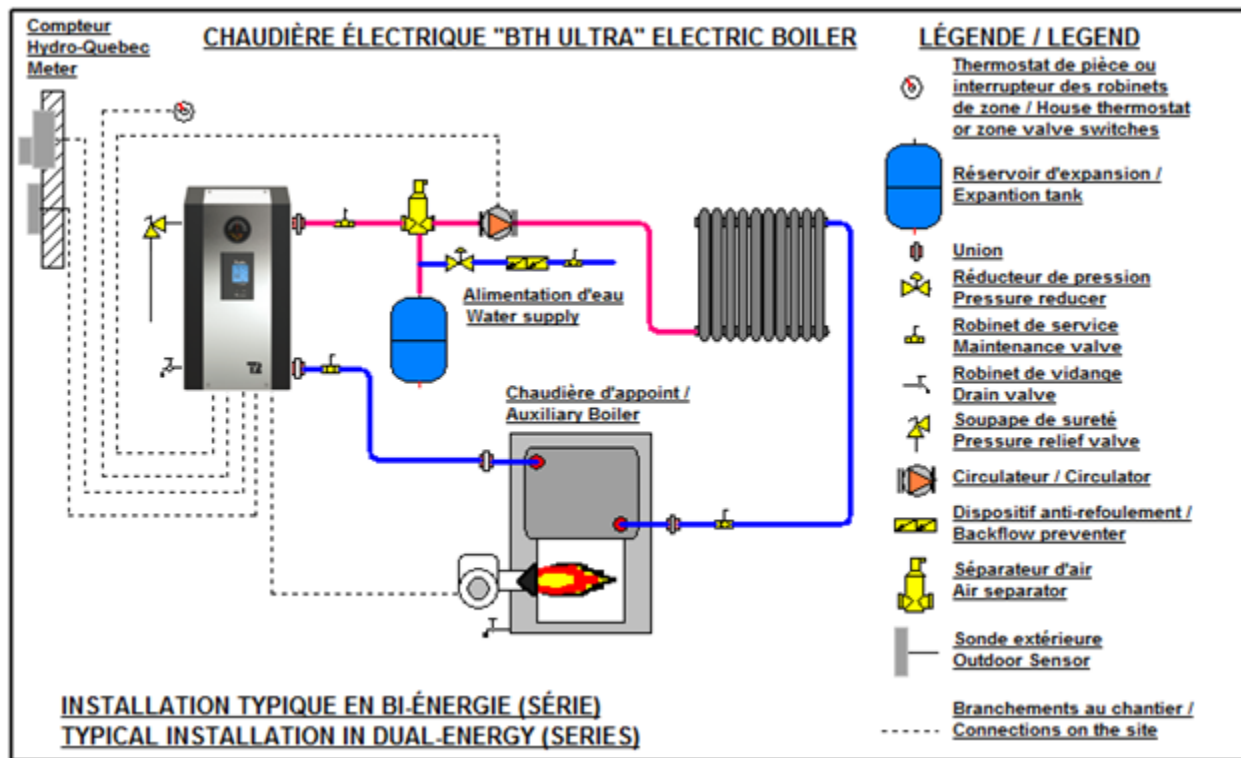 Compteur
Hydro-Quebec
Meter
CHAUDIÈRE ÉLECTRIQUE "BTH ULTRA" ELECTRIC BOILER
Alimentation d'eau
Water supply
Chaudière d'appoint /
Auxiliary Boiler
INSTALLATION TYPIQUE EN BI-ÉNERGIE (SÉRIE)
TYPICAL INSTALLATION IN DUAL-ENERGY (SERIES)
LÉGENDE / LEGEND
Thermostat de pièce ou
interrupteur des robinets
de zone / House thermostat
or zone valve switches
Réservoir d'expansion /
Expantion tank
Union
Réducteur de pression
Pressure reducer
Robinet de service
Maintenance valve
Robinet de vidange
Drain valve
Soupape de sureté
Pressure relief valve
Circulateur / Circulator
Dispositif anti-refoulement /
Backflow preventer
Séparateur d'air
Air separator
Sonde extérieure
Outdoor Sensor
Branchements au chantier /
Connections on the site